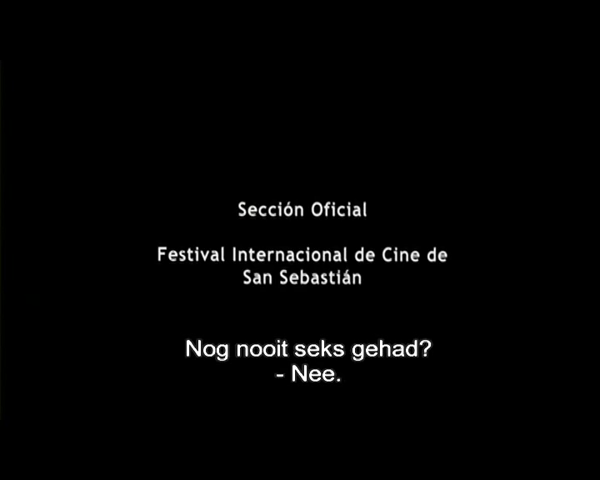 Sección Oficial
Festival Internacional de Cine de
San Sebastián
Nog nooit seks gehad?
- Nee.